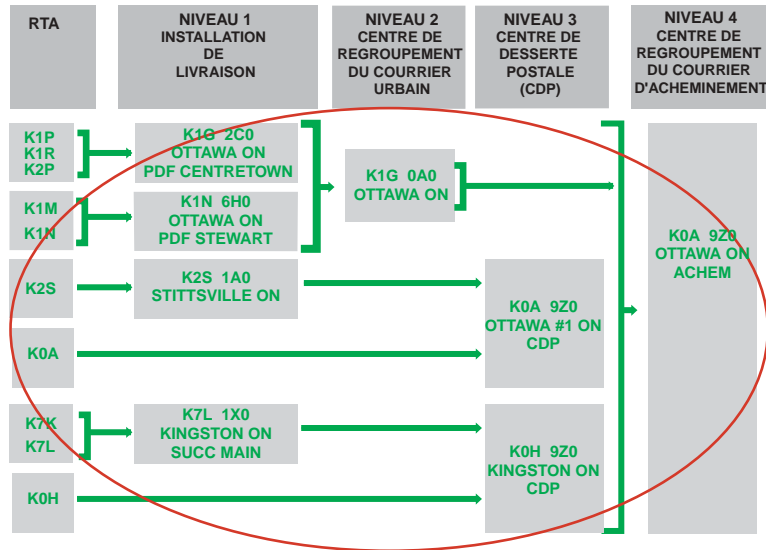 RTA
NIVEAU 1
INSTALLATION
DE
LIVRAISON
NIVEAU 2
CENTRE DE
REGROUPEMENT
DU COURRIER
URBAIN
NIVEAU 3
CENTRE DE
DESSERTE
POSTALE
(CDP)
NIVEAU 4
CENTRE DE
REGROUPEMENT
DU COURRIER
D'ACHEMINEMENT
K1P
K1R
K2P
K1G 2C0
OTTAWA ON
PDF CENTRETOWN
K1M
K1N
K1N 6H0
OTTAWA ON
PDF STEWART
K1G 0A0
OTTAWA ON
K2S
K2S 1A0
STITTSVILLE ON
K0A
K0A 9Z0
OTTAWA #1 ON
CDP
K7K
K7L
K7L 1X0
KINGSTON ON
SUCC MAIN
K0H
K0H 9Z0
KINGSTON ON
CDP
K0A 9Z0
OTTAWA ON
ACHEM